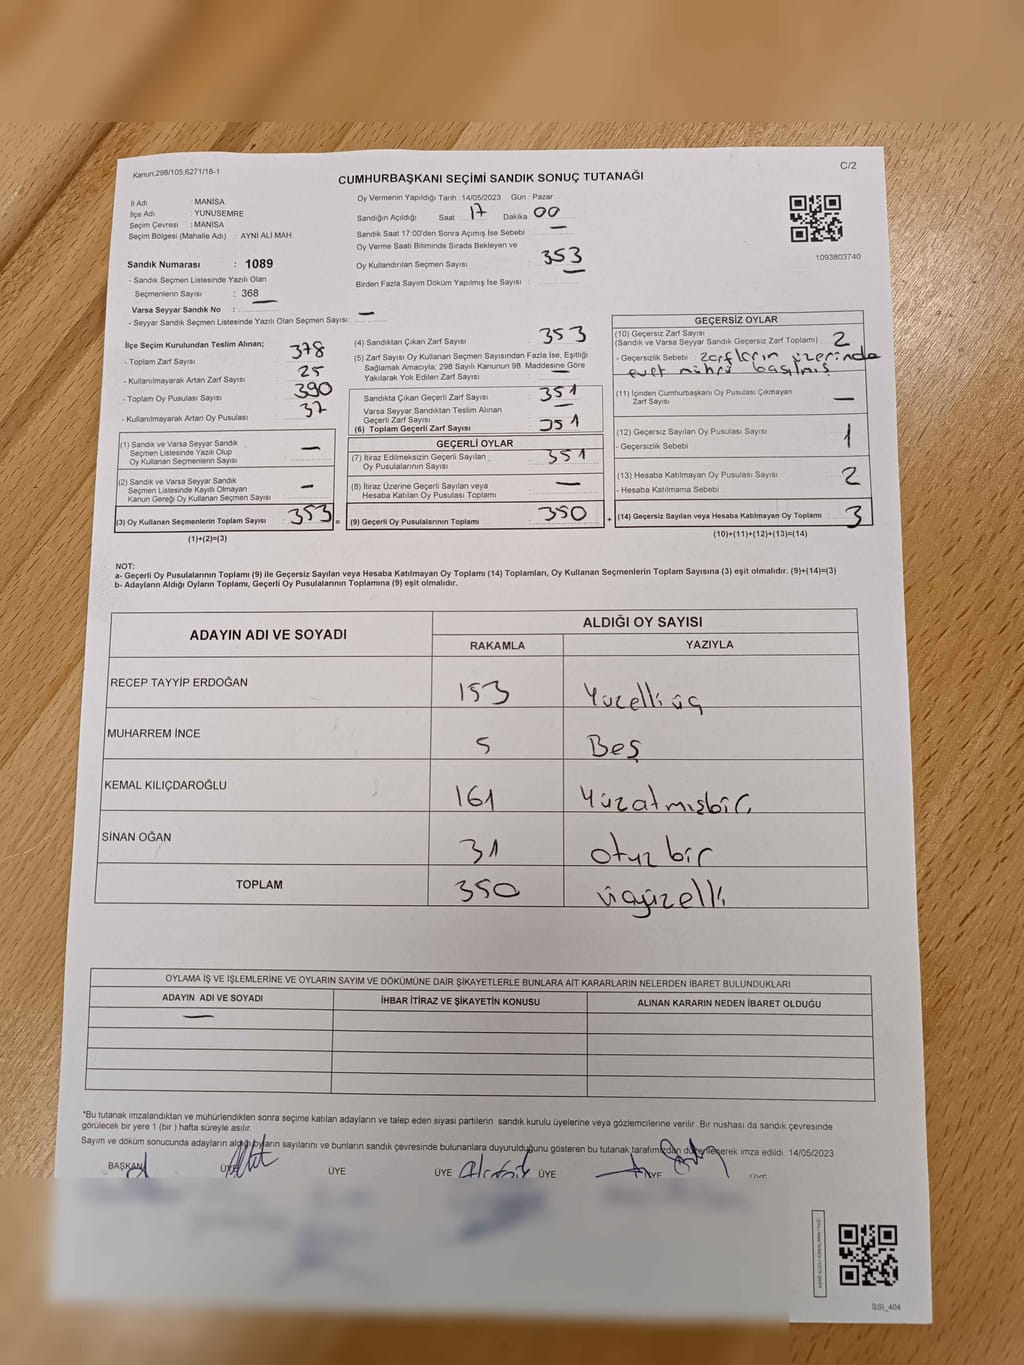 Kanun;298/105;6271/18-1
C/2
CUMHURBAŞKANI SEÇİMİ SANDIK SONUÇ TUTANAĞI
İl Adı : MANİSA
İlçe Adı : YUNUSEMRE
Seçim Çevresi : MANİSA
Seçim Bölgesi (Mahalle Adı) : AYNİ ALİ MAH.
Sandık Numarası : 1089
- Sandık Seçmen Listesinde Yazılı Olan
Seçmenlerin Sayısı : 368
Varsa Seyyar Sandık No : —
- Seyyar Sandık Seçmen Listesinde Yazılı Olan Seçmen Sayısı: —
Oy Vermenin Yapıldığı Tarih :14/05/2023 Gün : Pazar
Sandığın Açıldığı Saat 17 Dakika 00
Sandık Saat 17:00'den Sonra Açımış İse Sebebi : —
Oy Verme Saati Bitiminde Sırada Bekleyen ve
Oy Kullandırılan Seçmen Sayısı 353
Birden Fazla Sayım Döküm Yapılmış İse Sayısı : —
1093803740
İlçe Seçim Kurulundan Teslim Alınan;
- Toplam Zarf Sayısı 378
- Kullanılmayarak Artan Zarf Sayısı 25
- Toplam Oy Pusulası Sayısı 390
- Kullanılmayarak Artan Oy Pusulası 37
(1) Sandık ve Varsa Seyyar Sandık
Seçmen Listesinde Yazılı Olup
Oy Kullanan Seçmenlerin Sayısı —
(2) Sandık ve Varsa Seyyar Sandık
Seçmen Listesinde Kayıtlı Olmayan
Kanun Gereği Oy Kullanan Seçmen Sayısı —
(3) Oy Kullanan Seçmenlerin Toplam Sayısı 353 =
(1)+(2)=(3)
(4) Sandıktan Çıkan Zarf Sayısı 353
(5) Zarf Sayısı Oy Kullanan Seçmen Sayısından Fazla İse, Eşitliği
Sağlamak Amacıyla; 298 Sayılı Kanunun 98. Maddesine Göre
Yakılarak Yok Edilen Zarf Sayısı —
Sandıkta Çıkan Geçerli Zarf Sayısı 351
Varsa Seyyar Sandıktan Teslim Alınan
Geçerli Zarf Sayısı —
(6) Toplam Geçerli Zarf Sayısı 351
GEÇERLİ OYLAR
(7) İtiraz Edilmeksizin Geçerli Sayılan
Oy Pusulalarının Sayısı 351
(8) İtiraz Üzerine Geçerli Sayılan veya
Hesaba Katılan Oy Pusulası Toplamı —
(9) Geçerli Oy Pusulalarının Toplamı 350 +
GEÇERSİZ OYLAR
(10) Geçersiz Zarf Sayısı
(Sandık ve Varsa Seyyar Sandık Geçersiz Zarf Toplamı) 2
- Geçersizlik Sebebi : zarfların üzerinde
evet mührü basılmış
(11) İçinden Cumhurbaşkanı Oy Pusulası Çıkmayan
Zarf Sayısı —
(12) Geçersiz Sayılan Oy Pusulası Sayısı 1
- Geçersizlik Sebebi
(13) Hesaba Katılmayan Oy Pusulası Sayısı 2
- Hesaba Katılmama Sebebi
(14) Geçersiz Sayılan veya Hesaba Katılmayan Oy Toplamı 3
(10)+(11)+(12)+(13)=(14)
NOT:
a- Geçerli Oy Pusulalarının Toplamı (9) ile Geçersiz Sayılan veya Hesaba Katılmayan Oy Toplamı (14) Toplamları, Oy Kullanan Seçmenlerin Toplam Sayısına (3) eşit olmalıdır. (9)+(14)=(3)
b- Adayların Aldığı Oyların Toplamı, Geçerli Oy Pusulalarının Toplamına (9) eşit olmalıdır.
ADAYIN ADI VE SOYADI ALDIĞI OY SAYISI
RAKAMLA YAZIYLA
RECEP TAYYİP ERDOĞAN 153 Yüzelli üç
MUHARREM İNCE 5 Beş
KEMAL KILIÇDAROĞLU 161 Yüzatmışbir
SİNAN OĞAN 31 otuz bir
TOPLAM 350 üçyüzelli
OYLAMA İŞ VE İŞLEMLERİNE VE OYLARIN SAYIM VE DÖKÜMÜNE DAİR ŞİKAYETLERLE BUNLARA AİT KARARLARIN NELERDEN İBARET BULUNDUKLARI
ADAYIN ADI VE SOYADI İHBAR İTİRAZ VE ŞİKAYETİN KONUSU ALINAN KARARIN NEDEN İBARET OLDUĞU
—
*Bu tutanak imzalandıktan ve mühürlendikten sonra seçime katılan adayların ve talep eden siyasi partilerin sandık kurulu üyelerine veya gözlemcilerine verilir. Bir nüshası da sandık çevresinde
görülecek bir yere 1 (bir ) hafta süreyle asılır.
Sayım ve döküm sonucunda adayların aldığı oyların sayılarını ve bunların sandık çevresinde bulunanlara duyurulduğunu gösteren bu tutanak tarafımızdan düzenlenerek imza edildi. 14/05/2023
BAŞKAN ÜYE ÜYE ÜYE ÜYE ÜYE ÜYE
SSI_404